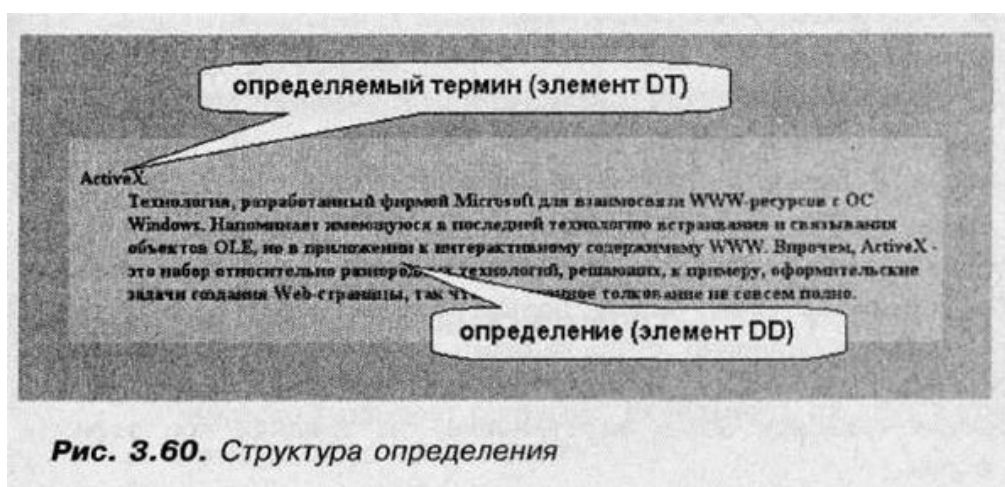 определяемый термин (элемент DT)
ActiveX.
Технология, разработанный фирмой Microsoft для взаимосвязи WWW-ресурсов с ОС
Windows. Напоминает имеющуюся в последней технологию встраивания и связывания
объектов OLE, но в приложении к интерактивному содержимому WWW. Впрочем, ActiveX -
это набор относительно технологий, решающих, к примеру, оформительские
задачи создания Web-страницы, так толкование не совсем полно.
определение (элемент DD)
Рис. 3.60. Структура определения